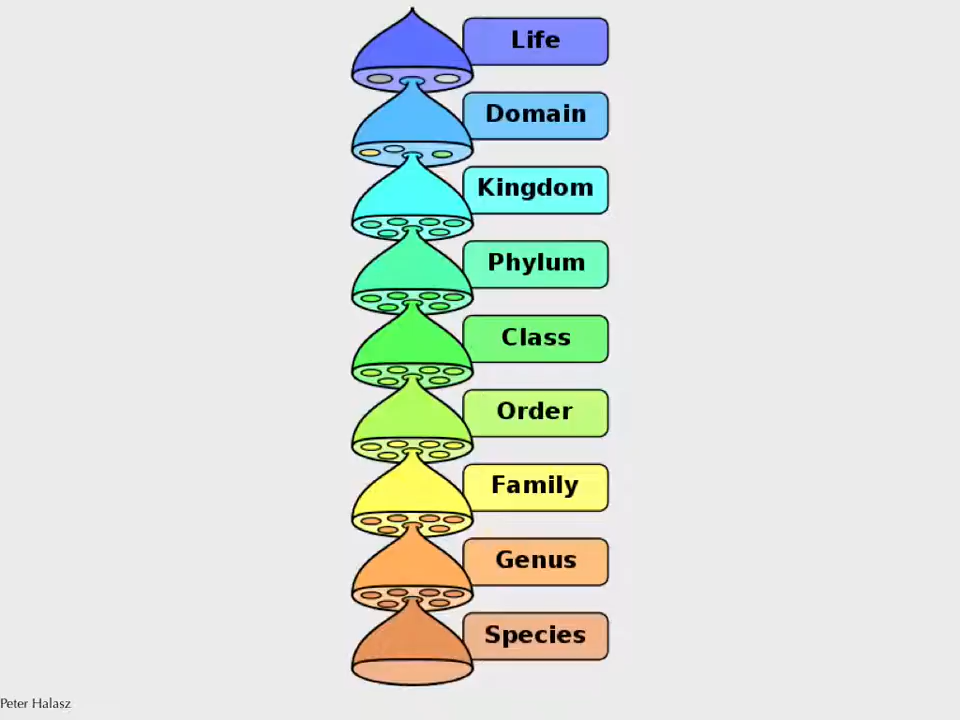 Life
Domain
Kingdom
Phylum
Class
Order
Family
Genus
Species
Peter Halasz